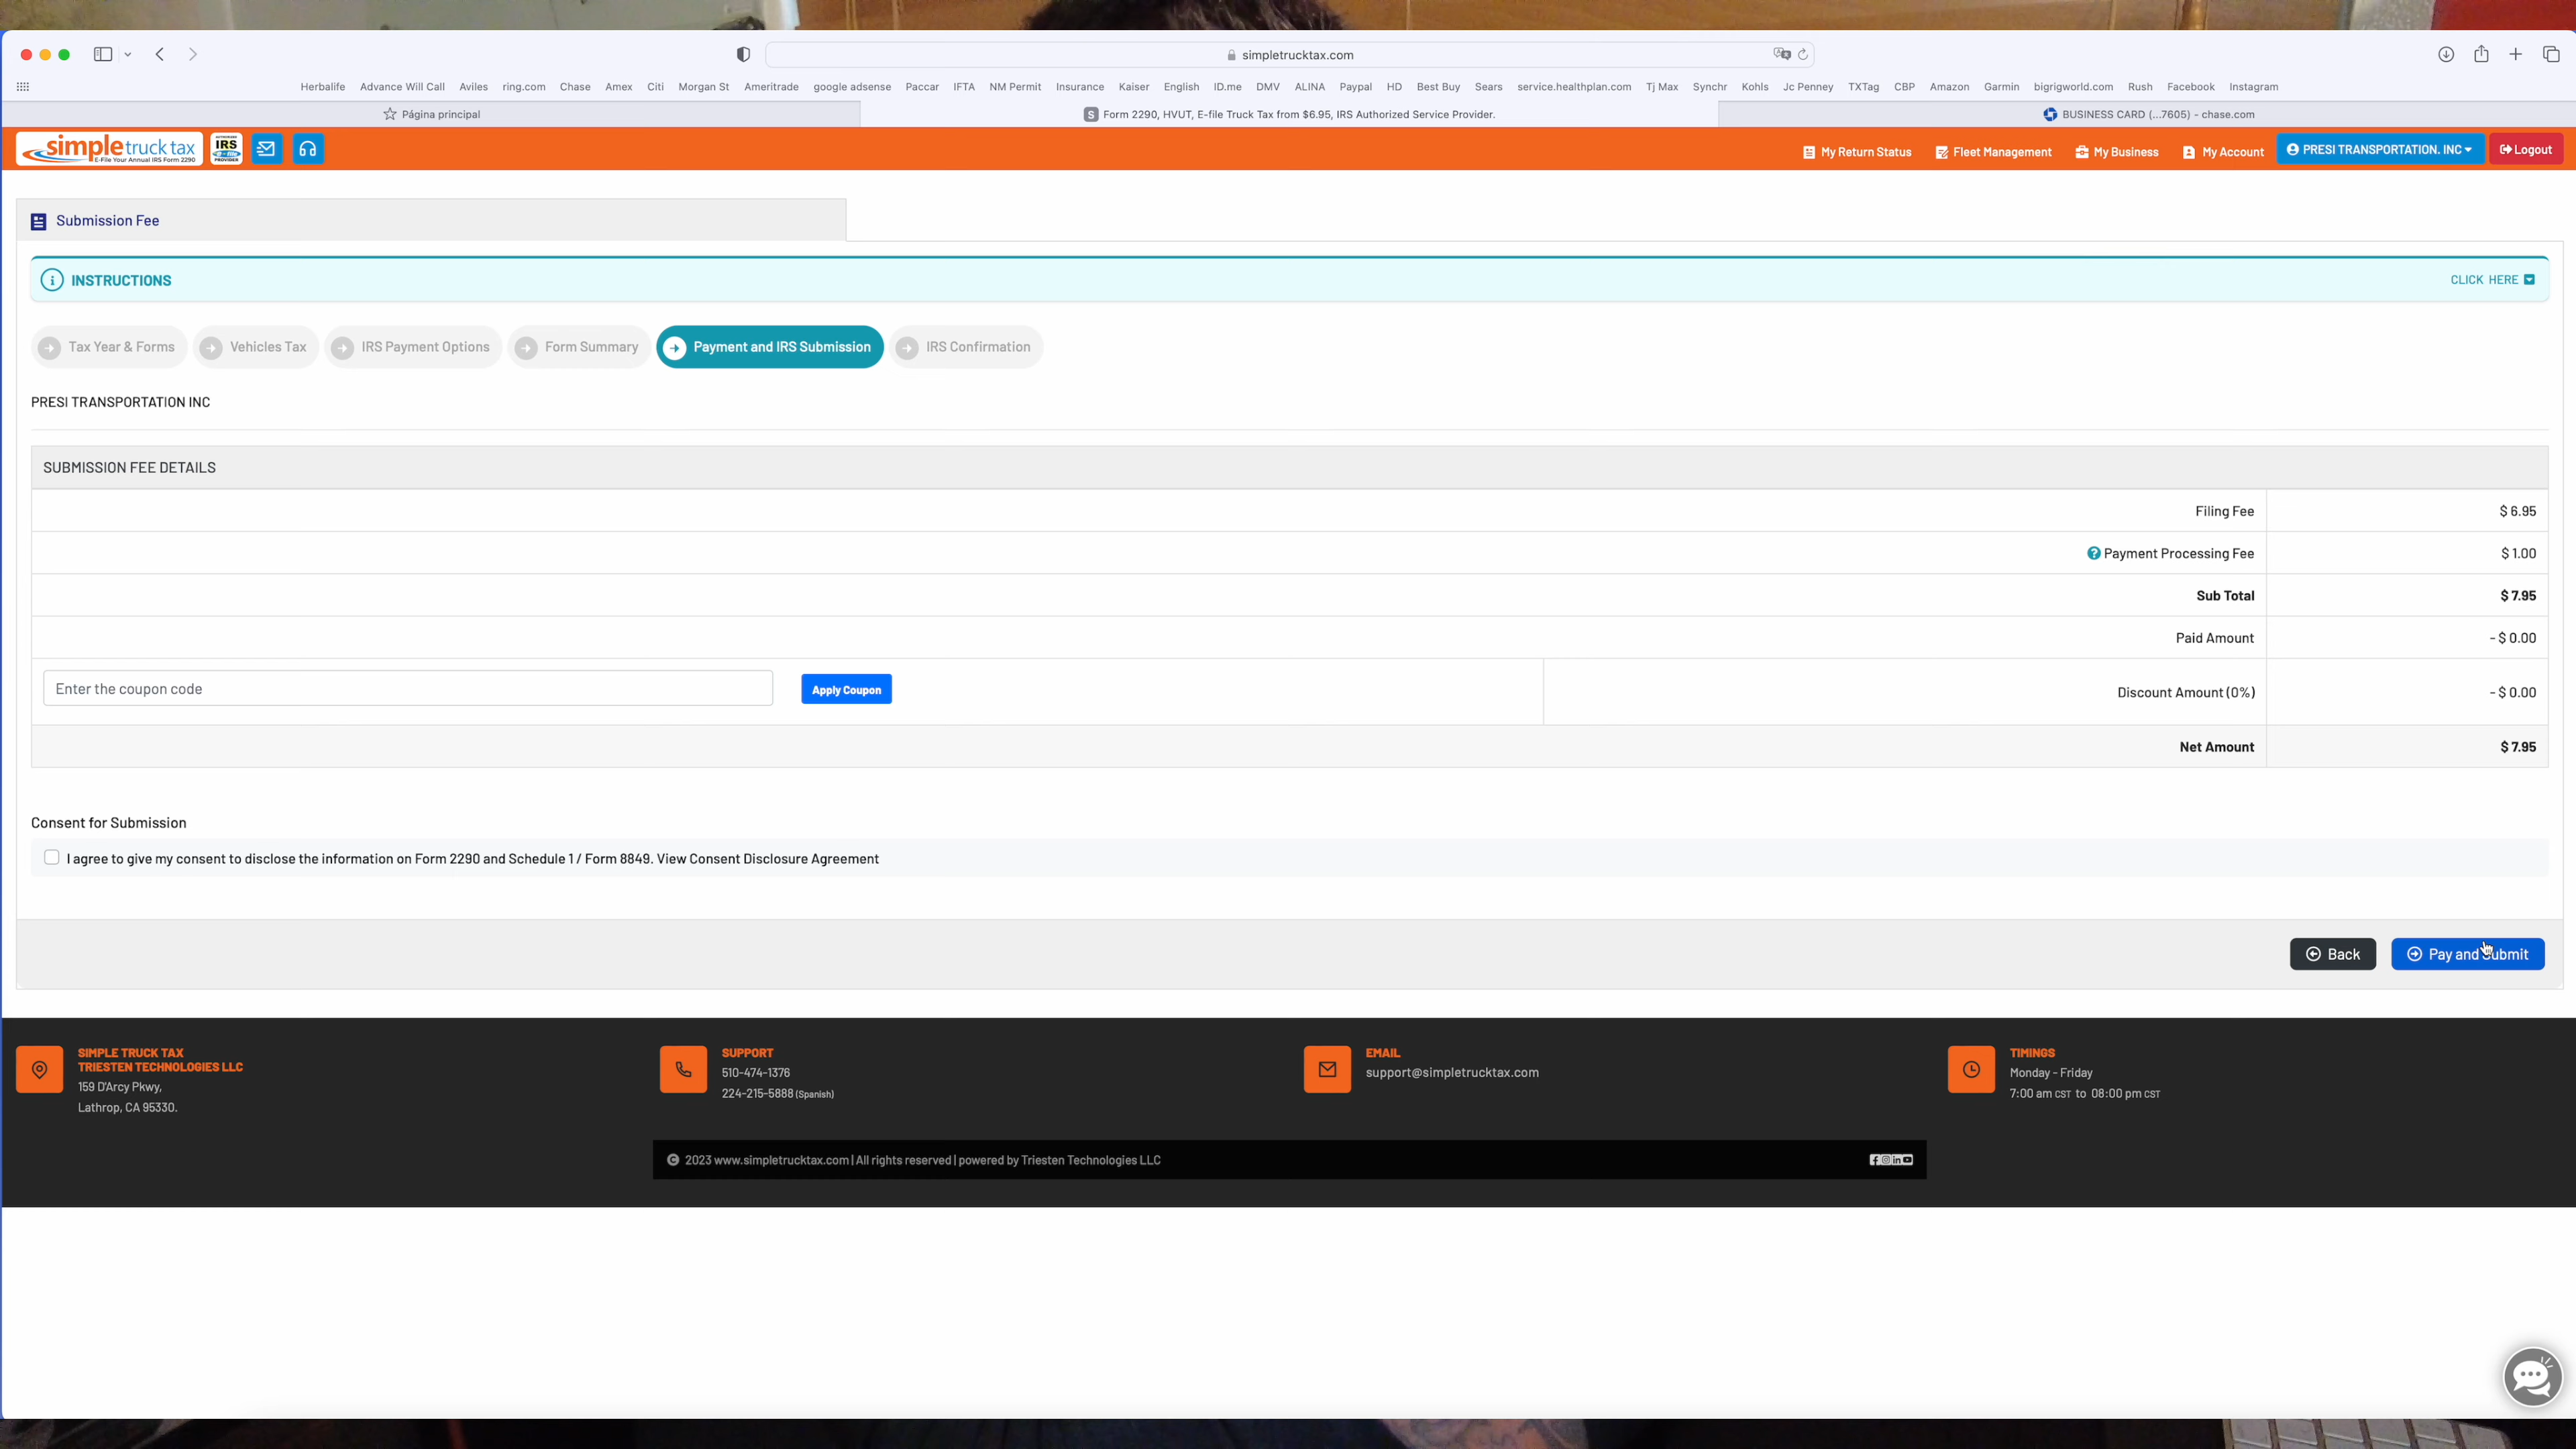 simpletrucktax.com
Herbalife Advance Will Call Aviles ring.com Chase Amex Citi Morgan St Ameritrade google adsense Paccar IFTA NM Permit Insurance Kaiser English ID.me DMV ALINA Paypal HD Best Buy Sears service.healthplan.com Tj Max Synchr Kohls Jc Penney TXTag CBP Amazon Garmin bigrigworld.com Rush Facebook Instagram
Página principal
S Form 2290, HVUT, E-file Truck Tax from $6.95, IRS Authorized Service Provider.
BUSINESS CARD (...7605) - chase.com
simple truck tax
E-File Your Annual IRS Form 2290
AUTHORIZED
IRS
e-file
PROVIDER
My Return Status Fleet Management My Business My Account PRESI TRANSPORTATION. INC Logout
Submission Fee
INSTRUCTIONS
CLICK HERE
Tax Year & Forms Vehicles Tax IRS Payment Options Form Summary Payment and IRS Submission IRS Confirmation
PRESI TRANSPORTATION INC
SUBMISSION FEE DETAILS
Filing Fee $ 6.95
Payment Processing Fee $ 1.00
Sub Total $ 7.95
Paid Amount - $ 0.00
Enter the coupon code Apply Coupon Discount Amount (0%) - $ 0.00
Net Amount $ 7.95
Consent for Submission
I agree to give my consent to disclose the information on Form 2290 and Schedule 1 / Form 8849. View Consent Disclosure Agreement
Back Pay and Submit
SIMPLE TRUCK TAX
TRIESTEN TECHNOLOGIES LLC
159 D'Arcy Pkwy,
Lathrop, CA 95330.
SUPPORT
510-474-1376
224-215-5888 (Spanish)
EMAIL
support@simpletrucktax.com
TIMINGS
Monday - Friday
7:00 am CST to 08:00 pm CST
© 2023 www.simpletrucktax.com | All rights reserved | powered by Triesten Technologies LLC